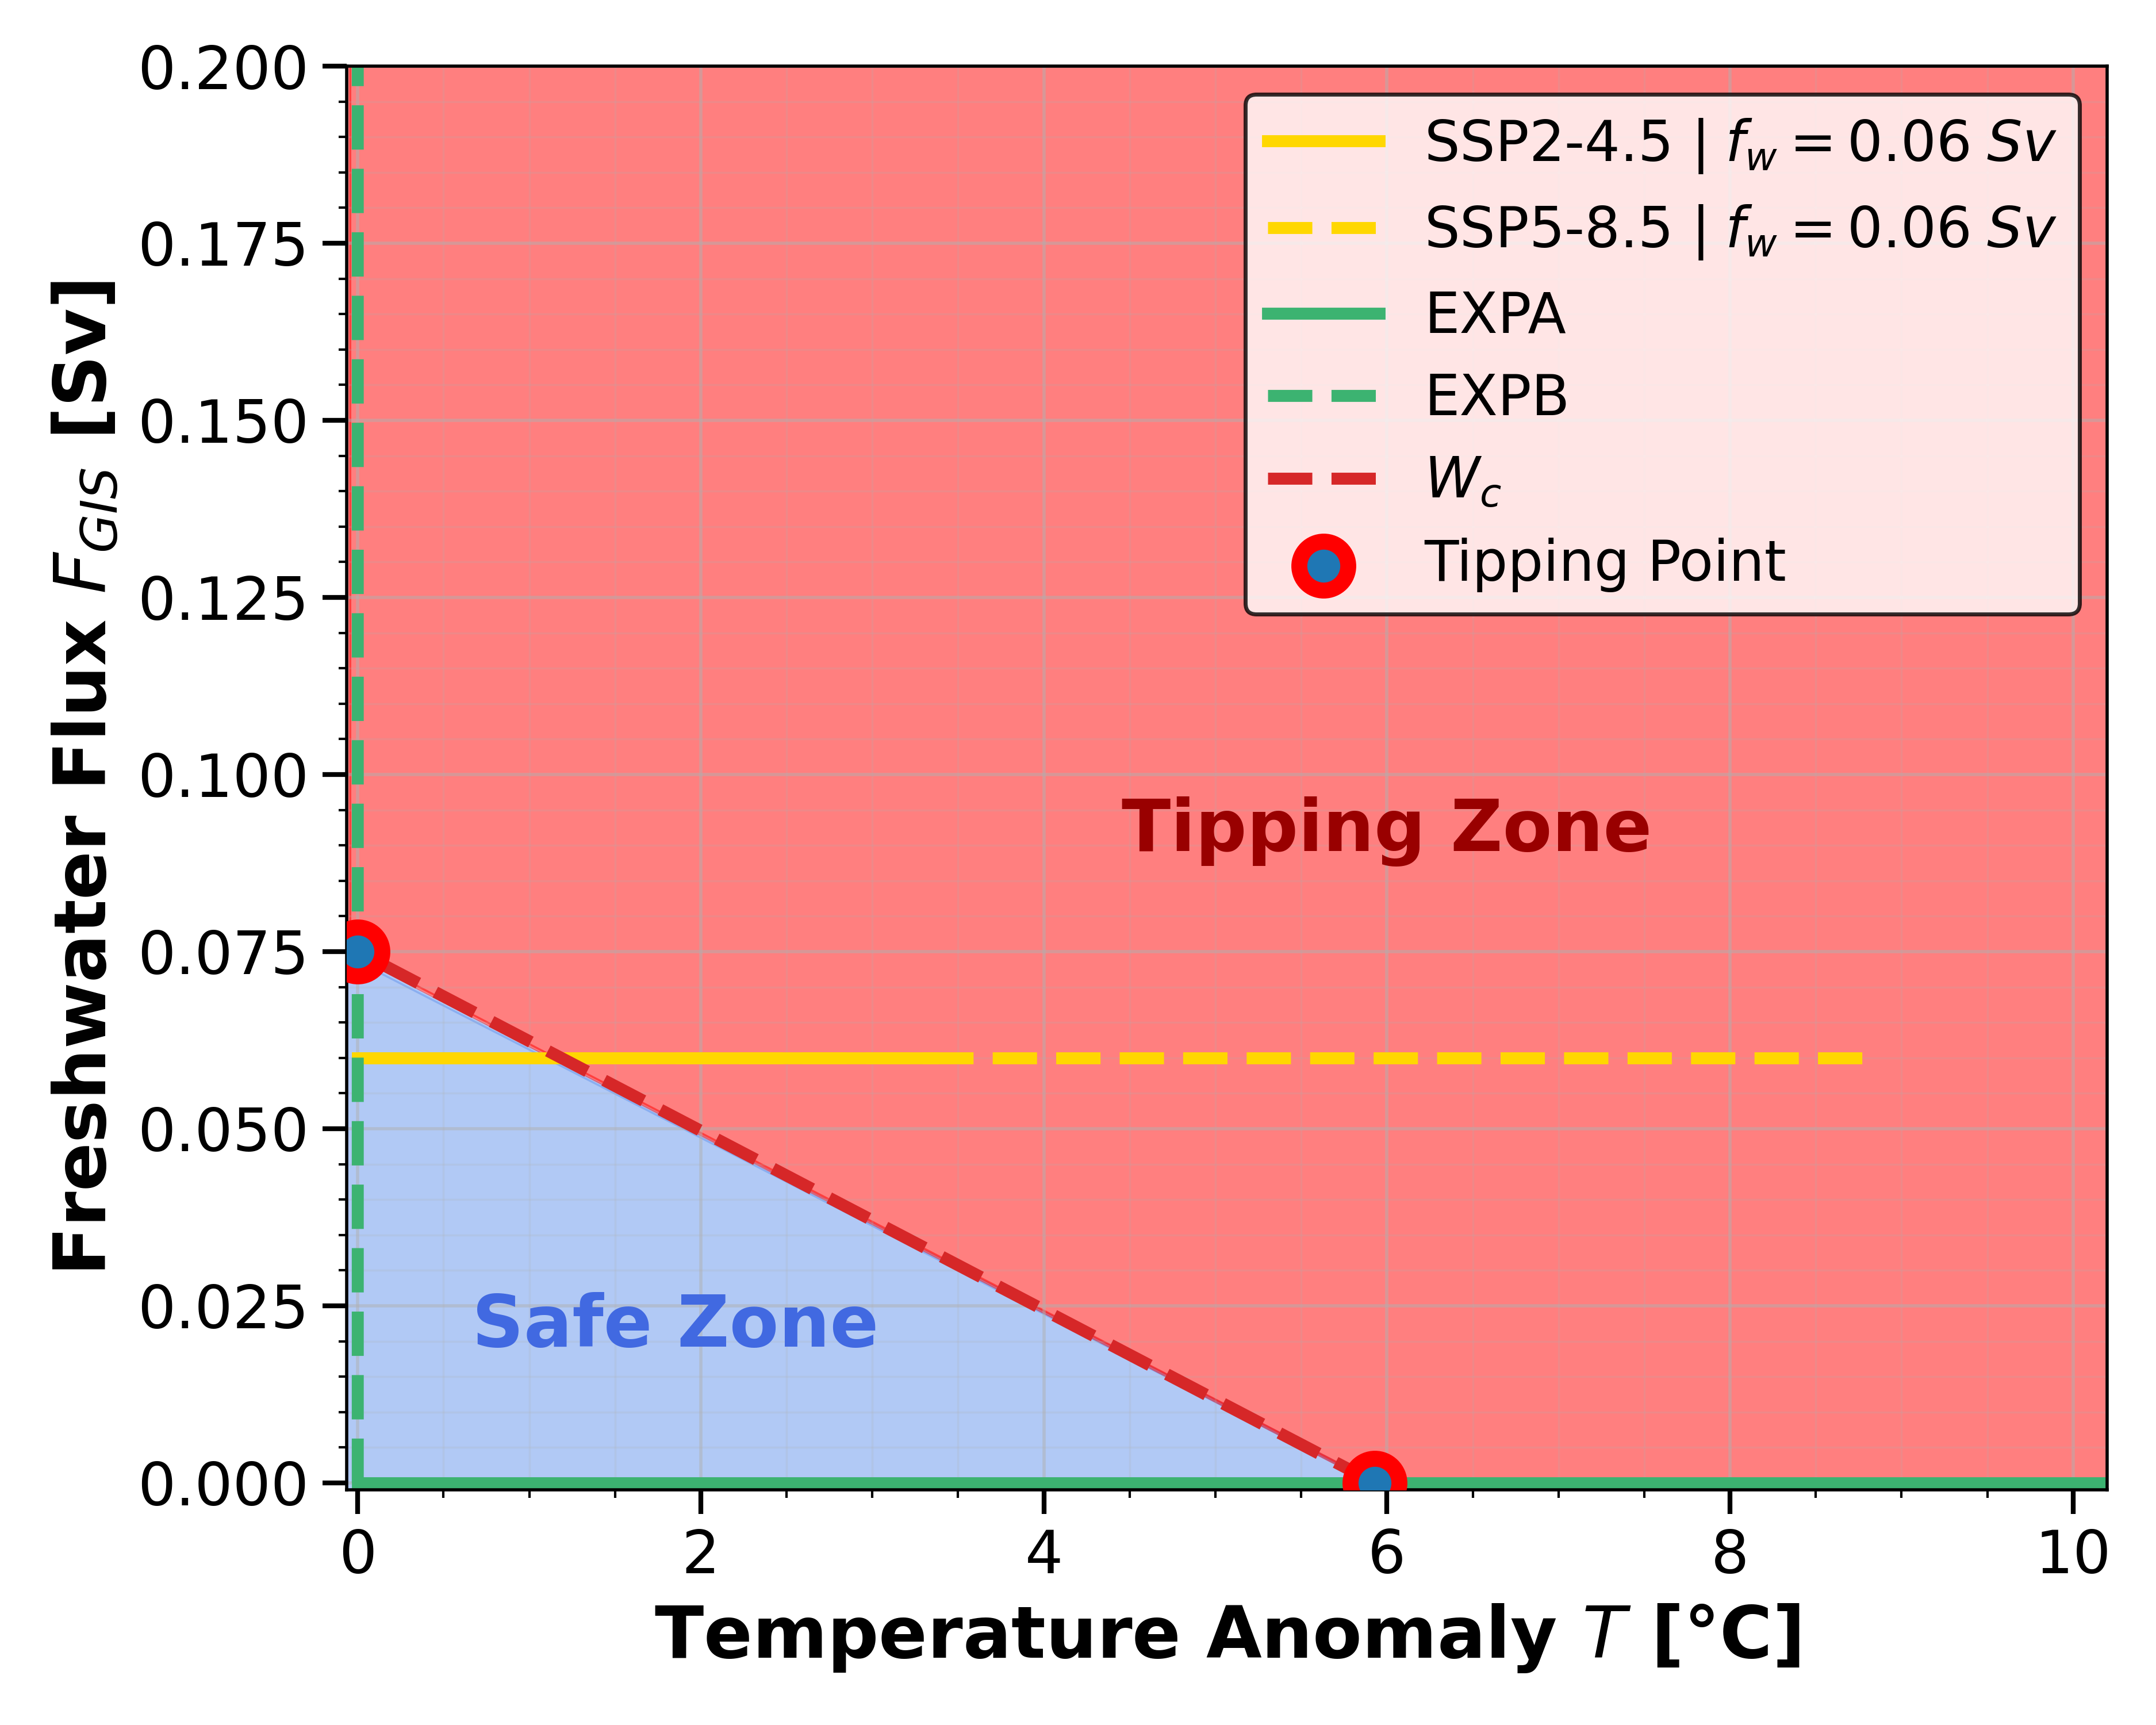 0.200
0.175
0.150
0.125
0.100
0.075
0.050
0.025
0.000
Freshwater Flux F_GIS [Sv]
SSP2-4.5 | f_w = 0.06 Sv
SSP5-8.5 | f_w = 0.06 Sv
EXPA
EXPB
W_c
Tipping Point
Tipping Zone
Safe Zone
0 2 4 6 8 10
Temperature Anomaly T [°C]